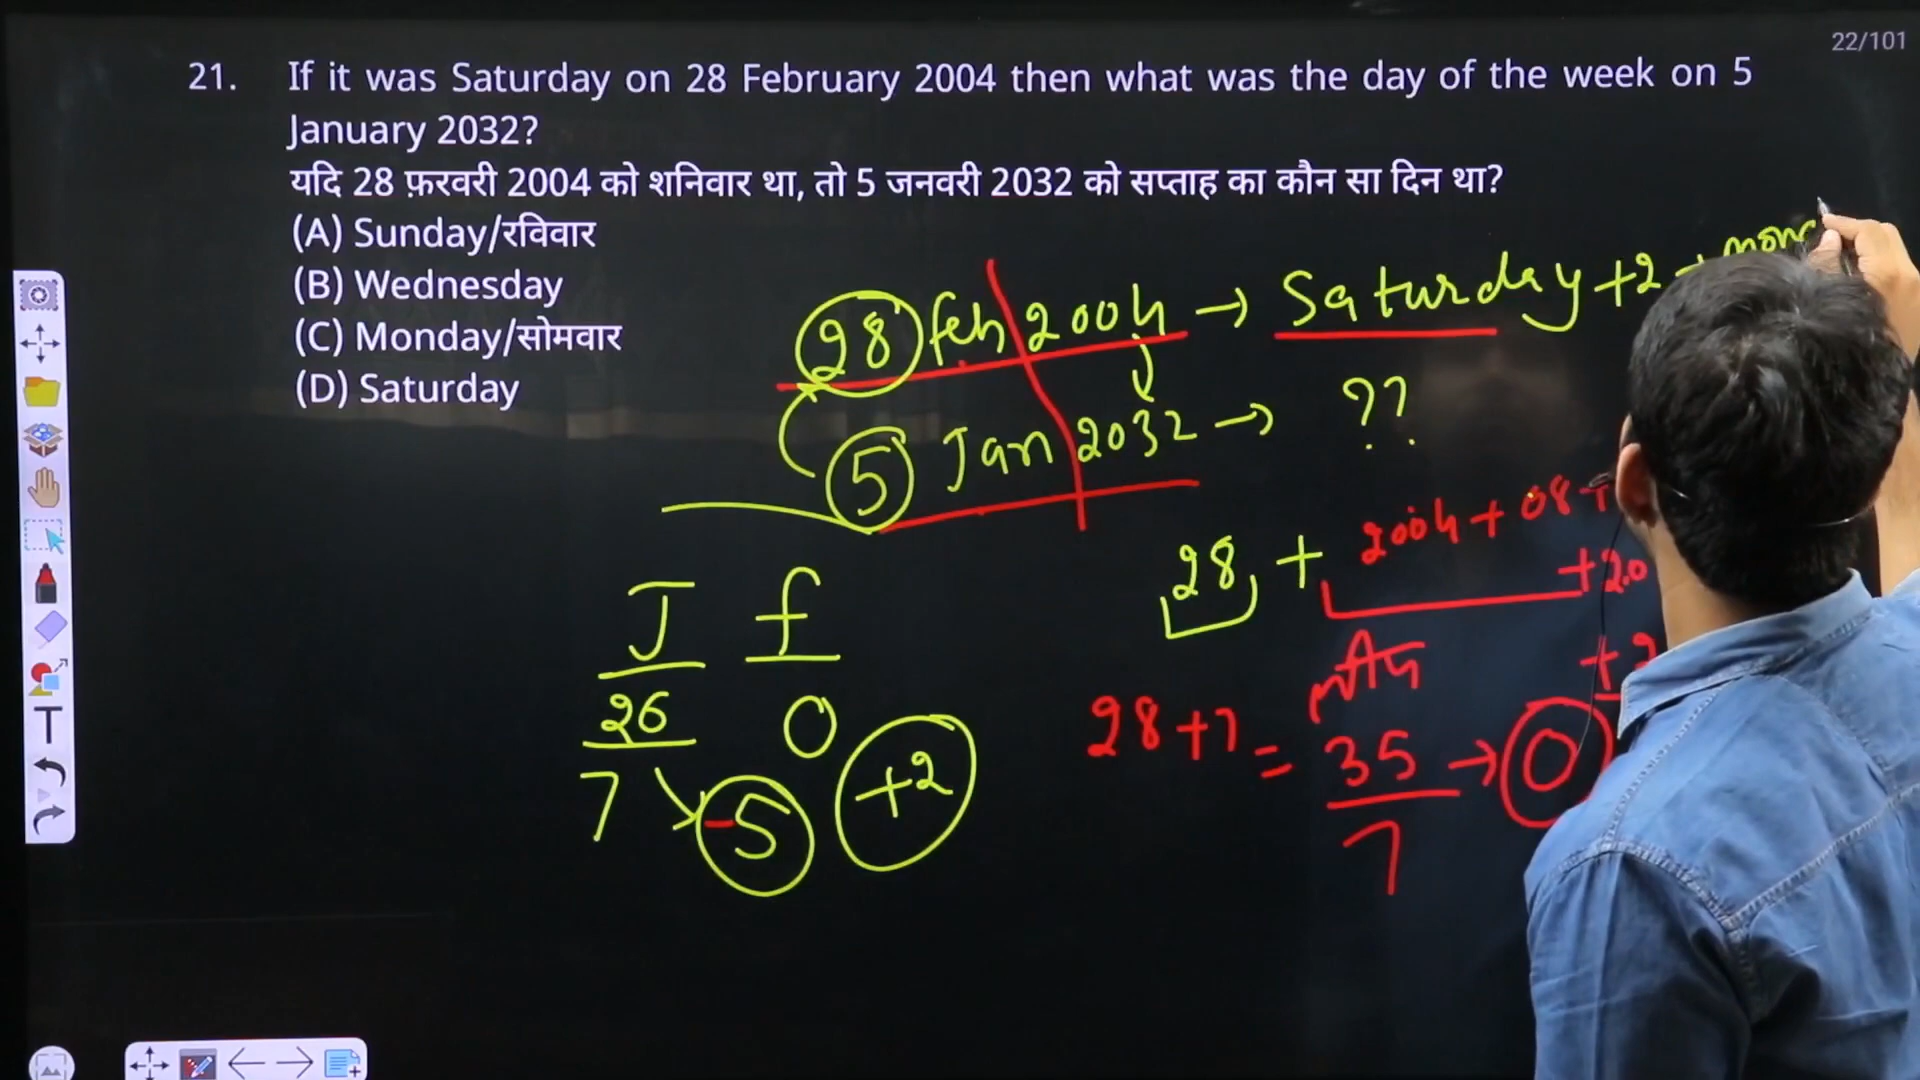 22/101
21. If it was Saturday on 28 February 2004 then what was the day of the week on 5
January 2032?
यदि 28 फ़रवरी 2004 को शनिवार था, तो 5 जनवरी 2032 को सप्ताह का कौन सा दिन था?
(A) Sunday/रविवार
(B) Wednesday
(C) Monday/सोमवार
(D) Saturday
28 feb 2004 → Saturday +2 →
5 Jan 2032 → ??
28 + 2004 + 08 +
+20
J f
26 0
7 -5 +2
28+7 = 35 → 0
7
T